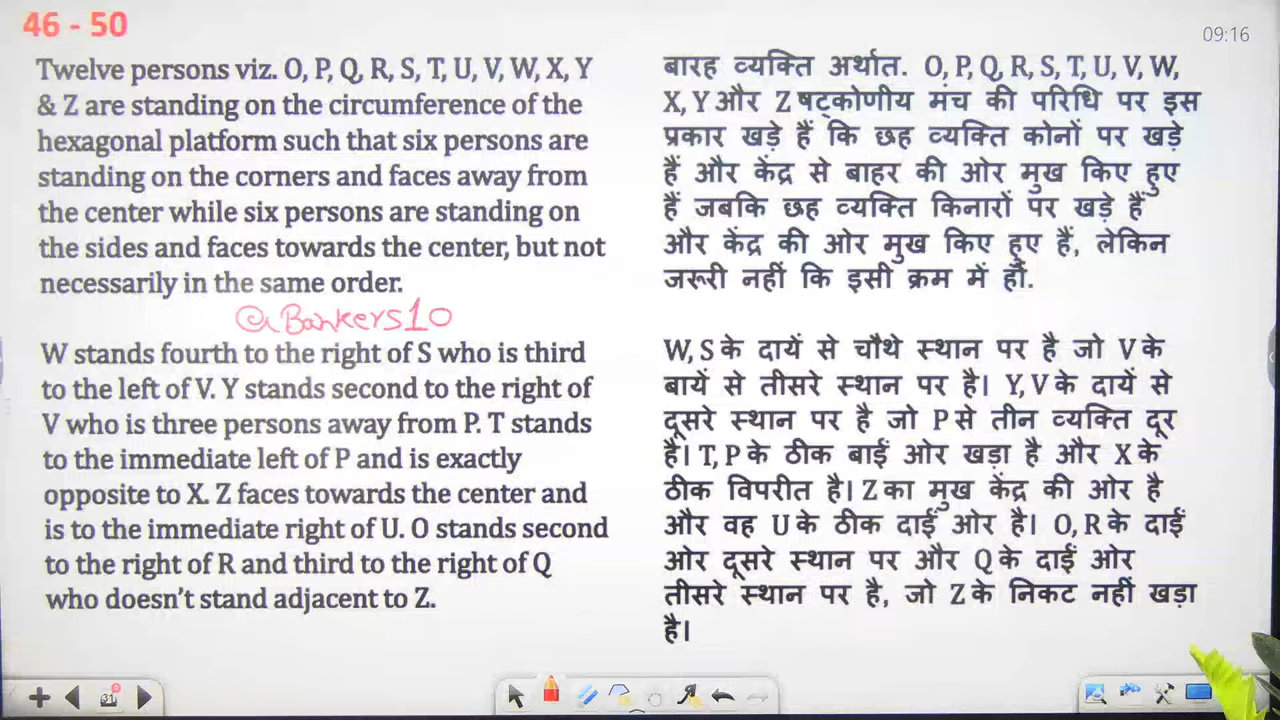 46 - 50
09:16
Twelve persons viz. O, P, Q, R, S, T, U, V, W, X, Y
& Z are standing on the circumference of the
hexagonal platform such that six persons are
standing on the corners and faces away from
the center while six persons are standing on
the sides and faces towards the center, but not
necessarily in the same order.
@Bankers10
W stands fourth to the right of S who is third
to the left of V. Y stands second to the right of
V who is three persons away from P. T stands
to the immediate left of P and is exactly
opposite to X. Z faces towards the center and
is to the immediate right of U. O stands second
to the right of R and third to the right of Q
who doesn't stand adjacent to Z.
बारह व्यक्ति अर्थात. O, P, Q, R, S, T, U, V, W,
X, Y और Z षट्कोणीय मंच की परिधि पर इस
प्रकार खड़े हैं कि छह व्यक्ति कोनों पर खड़े
हैं और केंद्र से बाहर की ओर मुख किए हुए
हैं जबकि छह व्यक्ति किनारों पर खड़े हैं
और केंद्र की ओर मुख किए हुए हैं, लेकिन
जरूरी नहीं कि इसी क्रम में हों.
W, S के दायें से चौथे स्थान पर है जो V के
बायें से तीसरे स्थान पर है। Y, V के दायें से
दूसरे स्थान पर है जो P से तीन व्यक्ति दूर
है। T, P के ठीक बाईं ओर खड़ा है और X के
ठीक विपरीत है। Z का मुख केंद्र की ओर है
और वह U के ठीक दाईं ओर है। O, R के दाईं
ओर दूसरे स्थान पर और Q के दाईं ओर
तीसरे स्थान पर है, जो Z के निकट नहीं खड़ा
है।
31